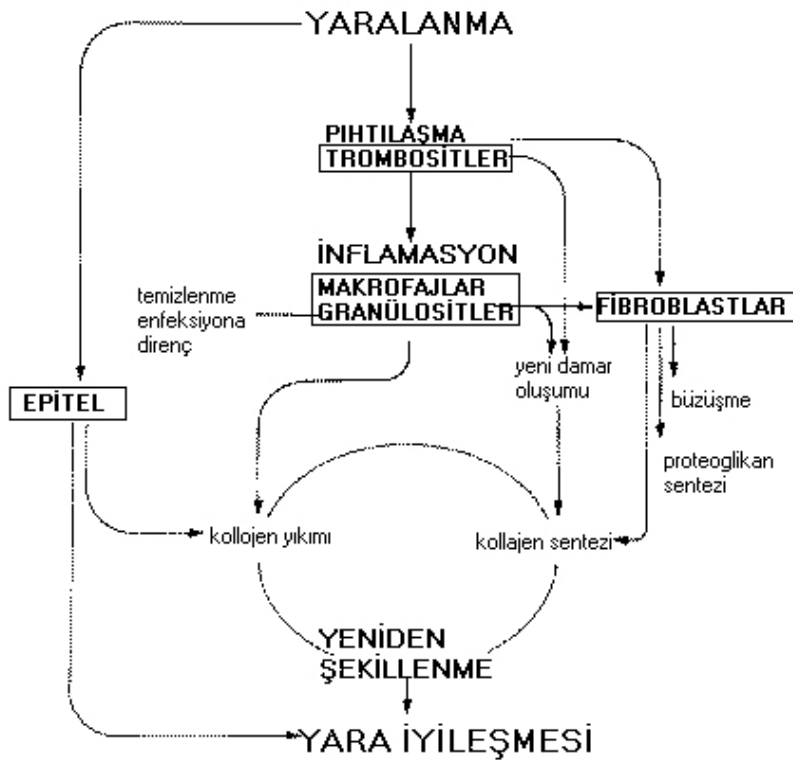 YARALANMA
PIHTILAŞMA
TROMBOSİTLER
İNFLAMASYON
MAKROFAJLAR
GRANÜLOSİTLER
temizlenme
enfeksiyona
direnç
FİBROBLASTLAR
yeni damar
oluşumu
büzüşme
EPİTEL
proteoglikan
sentezi
kollojen yıkımı
kollajen sentezi
YENİDEN
ŞEKİLLENME
YARA İYİLEŞMESİ